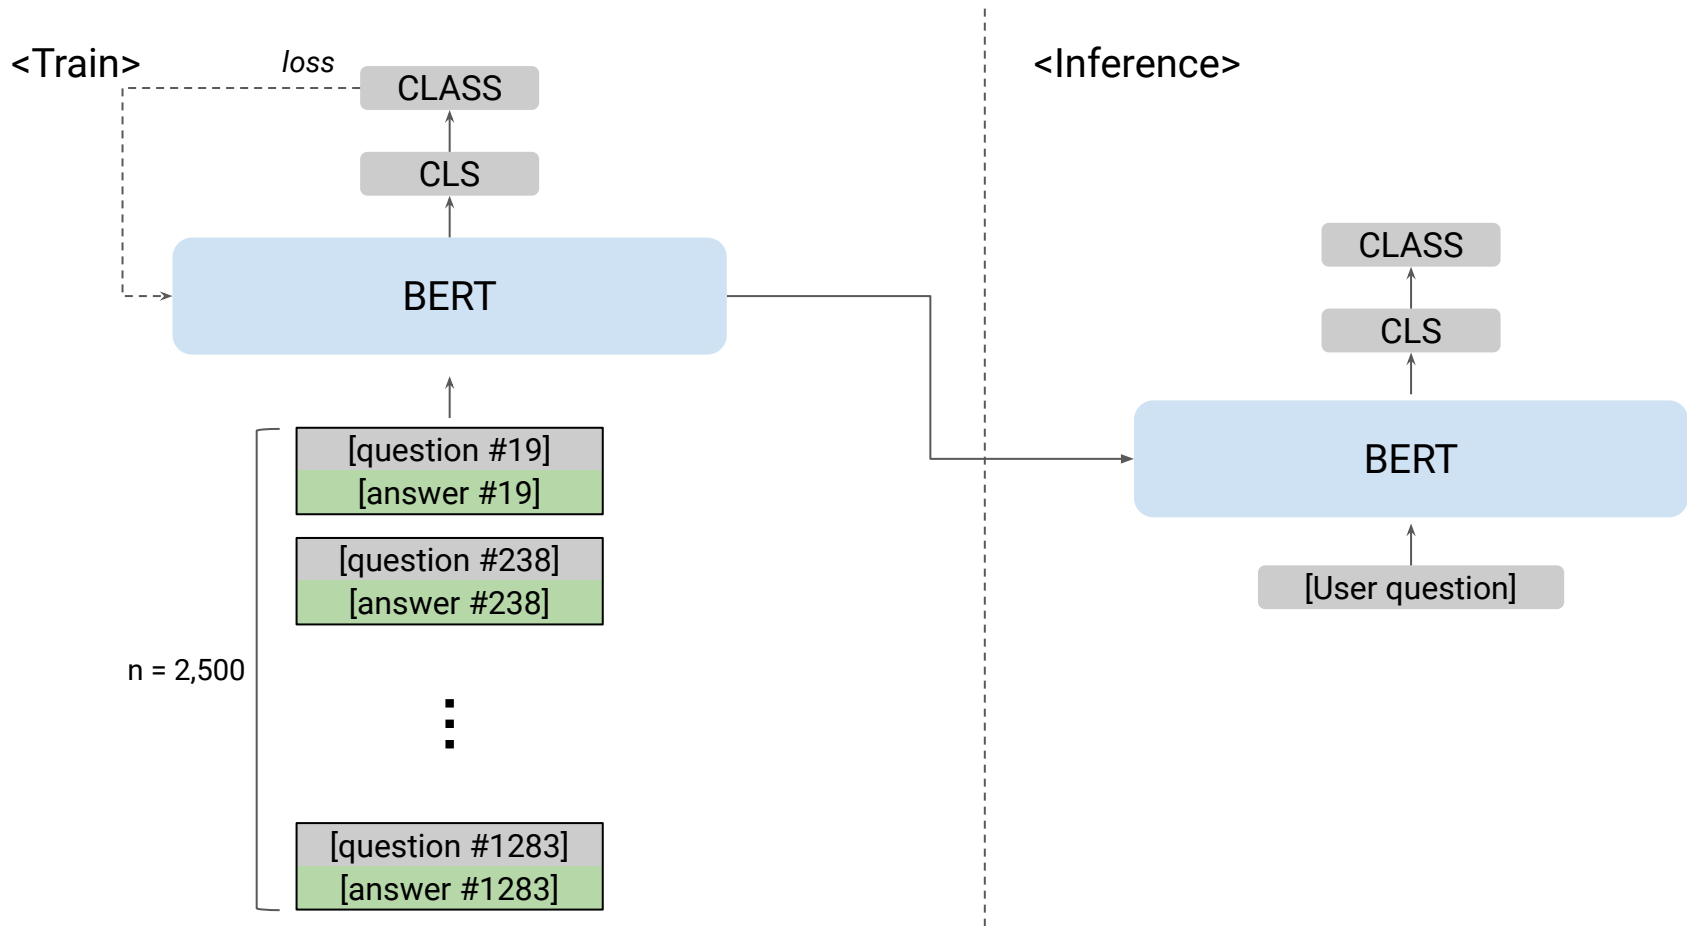 <Train>
loss
CLASS
CLS
BERT
[question #19]
[answer #19]
[question #238]
[answer #238]
n = 2,500
[question #1283]
[answer #1283]
<Inference>
CLASS
CLS
BERT
[User question]